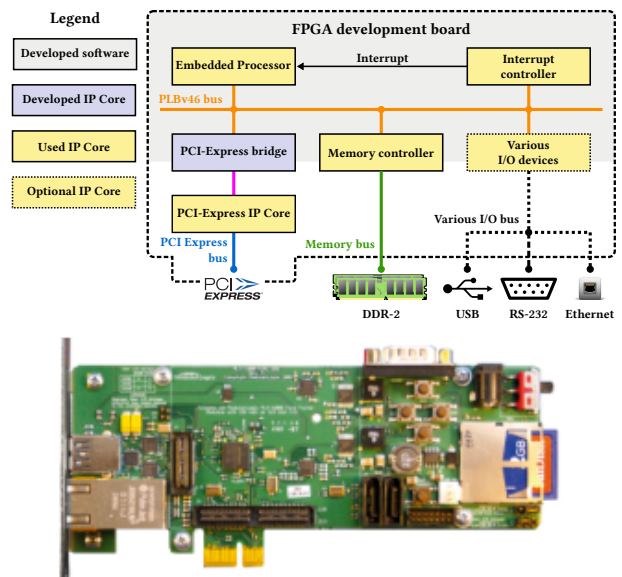 Legend
Developed software
Developed IP Core
Used IP Core
Optional IP Core
FPGA development board
Embedded Processor
Interrupt
Interrupt
controller
PLBv46 bus
PCI-Express bridge
Memory controller
Various
I/O devices
PCI-Express IP Core
Various I/O bus
PCI Express
bus
Memory bus
PCI
EXPRESS
DDR-2
USB
RS-232
Ethernet